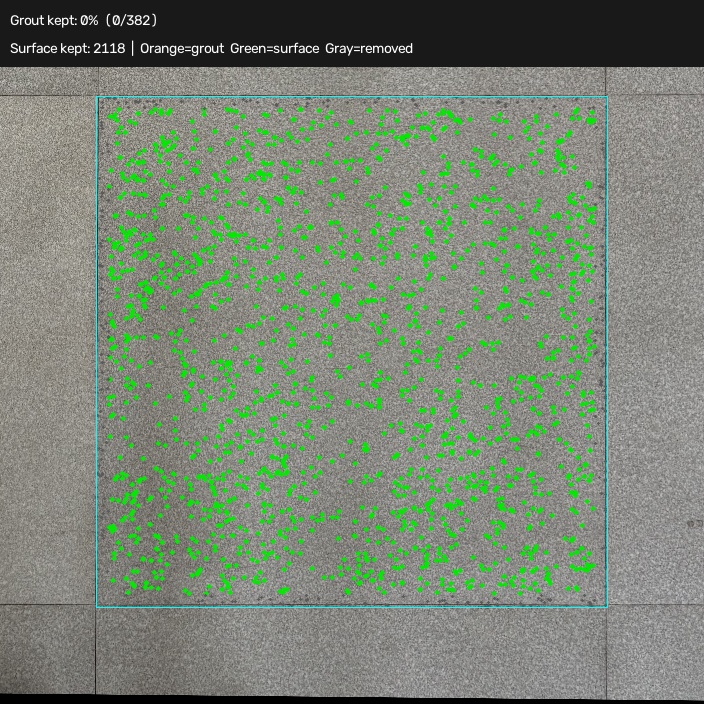 Grout kept: 0% (0/382)
Surface kept: 2118 | Orange=grout Green=surface Gray=removed